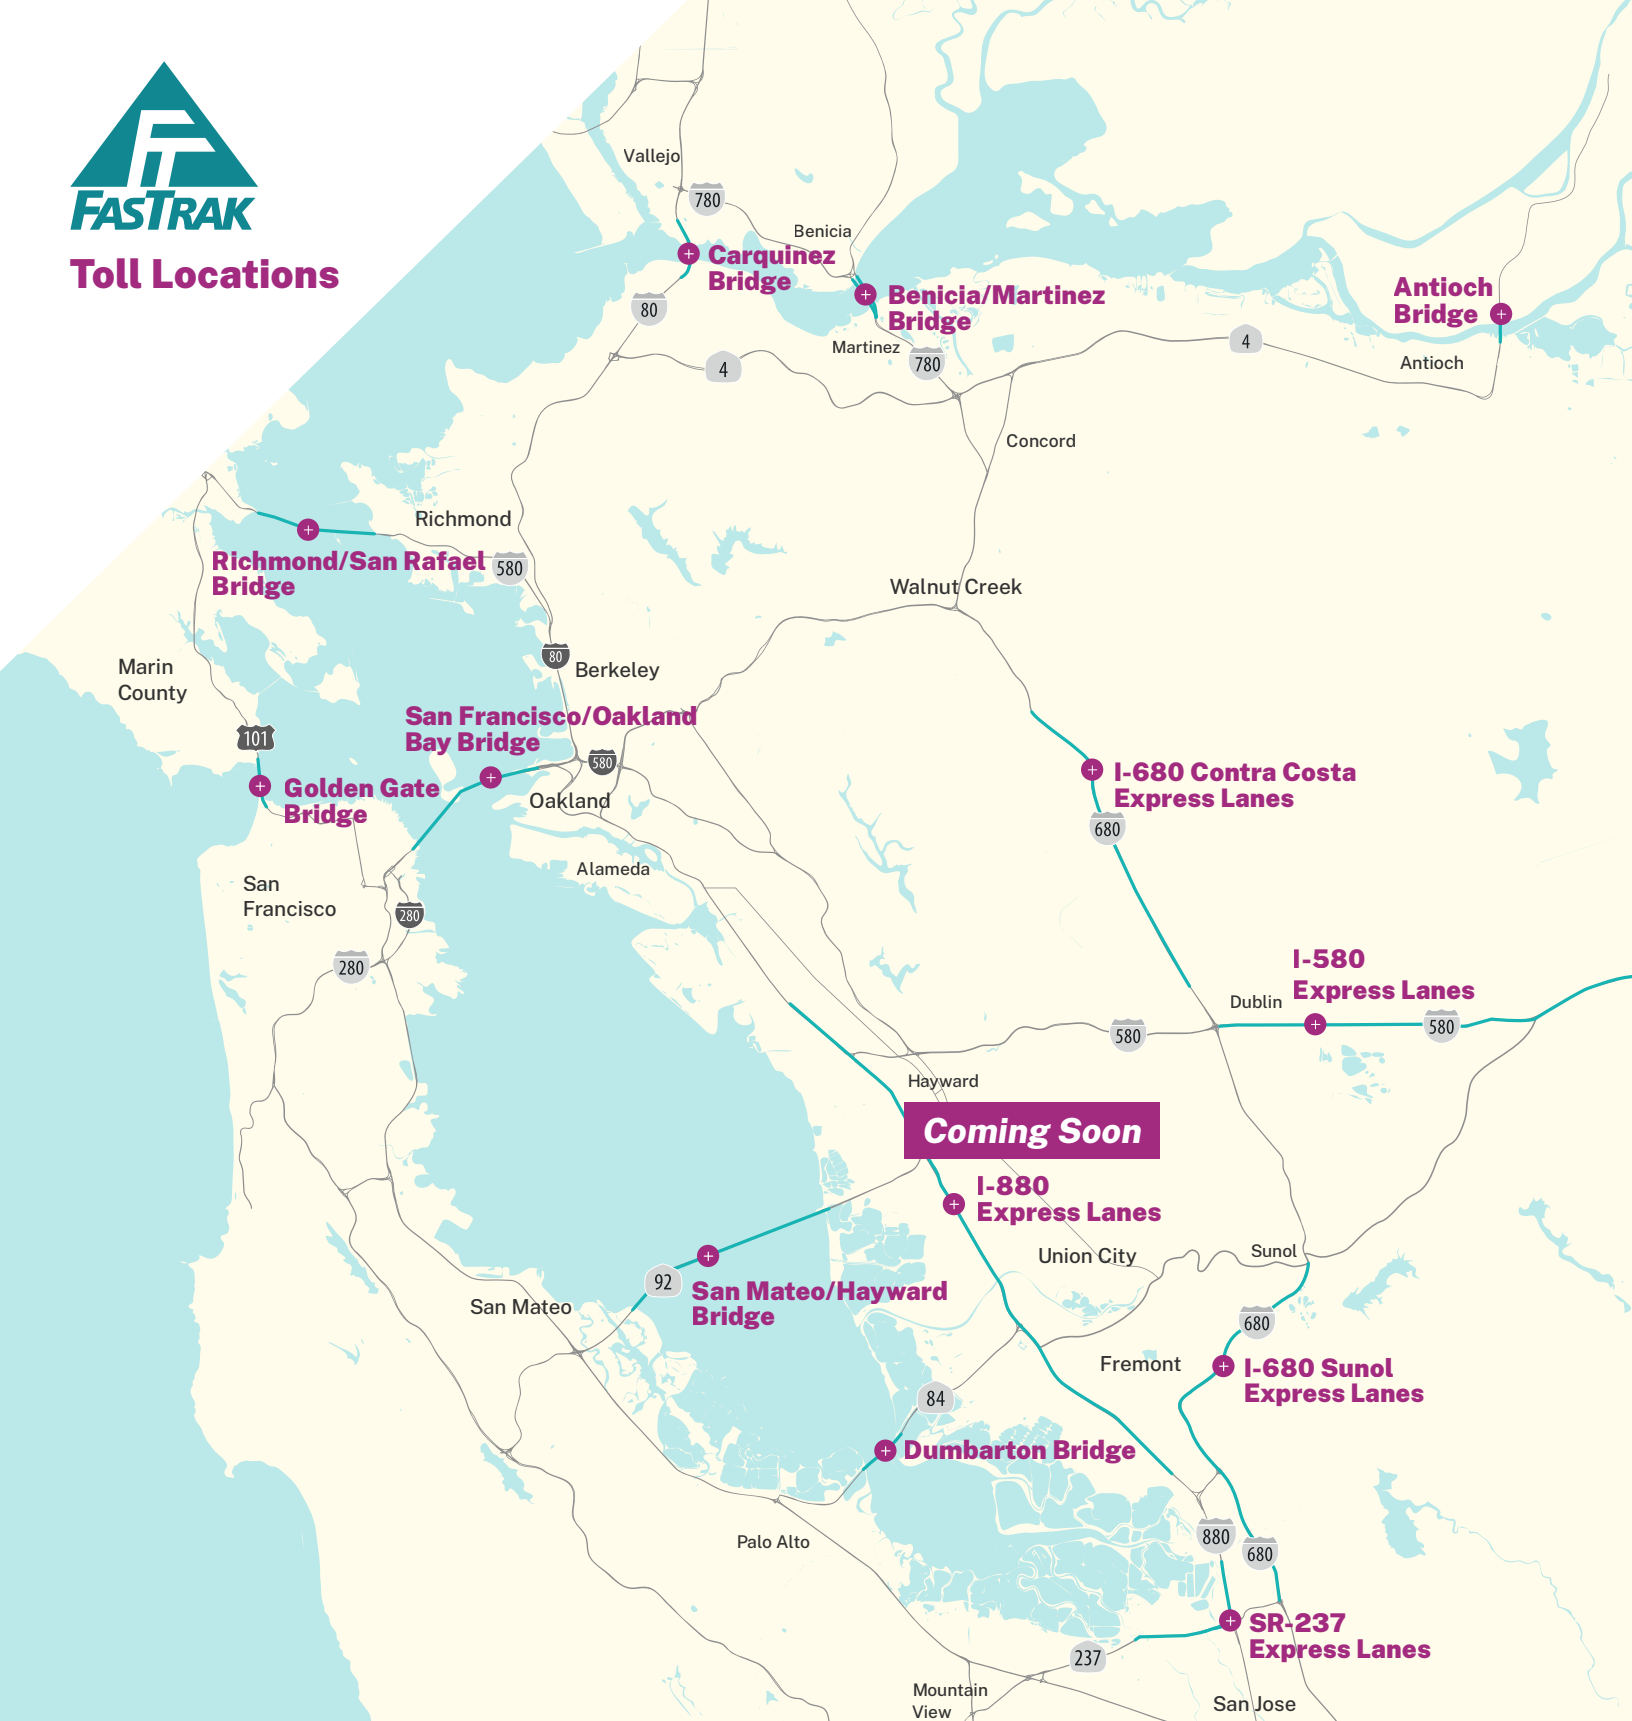 FASTRAK
Toll Locations
Vallejo
780
Benicia
Carquinez
Bridge
80
Benicia/Martinez
Bridge
Antioch
Bridge
Martinez
780
4
4
Antioch
Concord
Richmond
Richmond/San Rafael
Bridge
580
Walnut Creek
80
Berkeley
Marin
County
San Francisco/Oakland
Bay Bridge
101
580
Golden Gate
Bridge
Oakland
I-680 Contra Costa
Express Lanes
680
Alameda
San
Francisco
280
280
I-580
Express Lanes
Dublin
580
580
Hayward
Coming Soon
I-880
Express Lanes
Union City
Sunol
92
San Mateo/Hayward
Bridge
San Mateo
680
Fremont
I-680 Sunol
Express Lanes
84
Dumbarton Bridge
Palo Alto
880
680
SR-237
Express Lanes
237
Mountain
View
San Jose